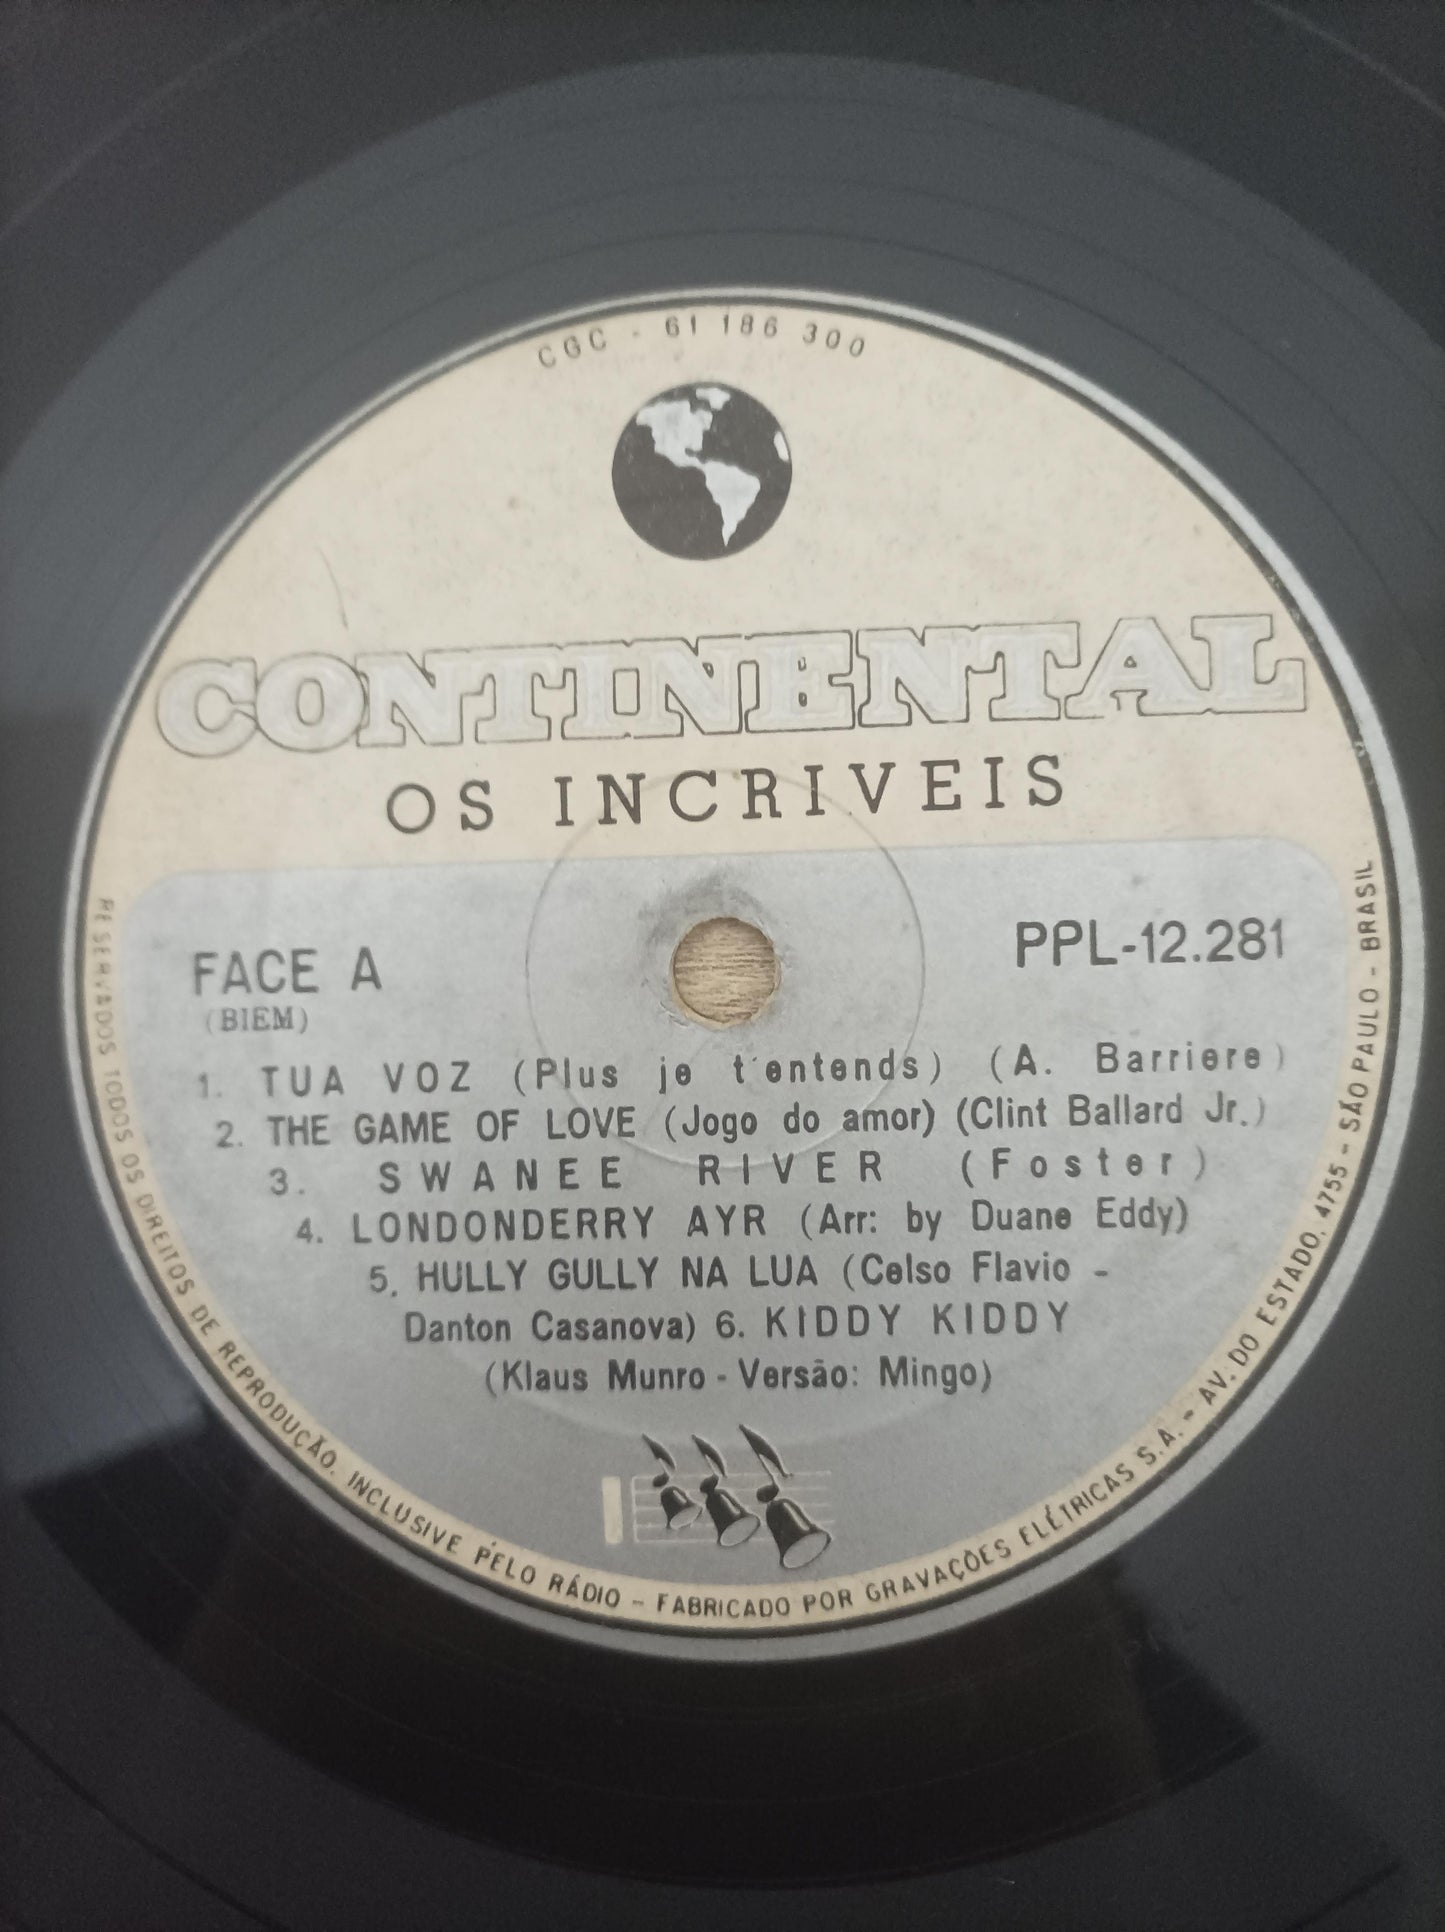 CGC - 61 186 300
CONTINENTAL
OS INCRIVEIS
FACE A
PPL-12.281
(BIEM)
1. TUA VOZ (Plus je t'entends) (A. Barriere)
2. THE GAME OF LOVE (Jogo do amor) (Clint Ballard Jr.)
3. SWANEE RIVER (Foster)
4. LONDONDERRY AYR (Arr: by Duane Eddy)
5. HULLY GULLY NA LUA (Celso Flavio -
Danton Casanova) 6. KIDDY KIDDY
(Klaus Munro - Versão: Mingo)
RESERVADOS TODOS OS DIREITOS DE REPRODUÇÃO. INCLUSIVE PELO RÁDIO - FABRICADO POR GRAVAÇÕES ELÉTRICAS S.A. - AV. DO ESTADO, 4755 - SÃO PAULO - BRASIL